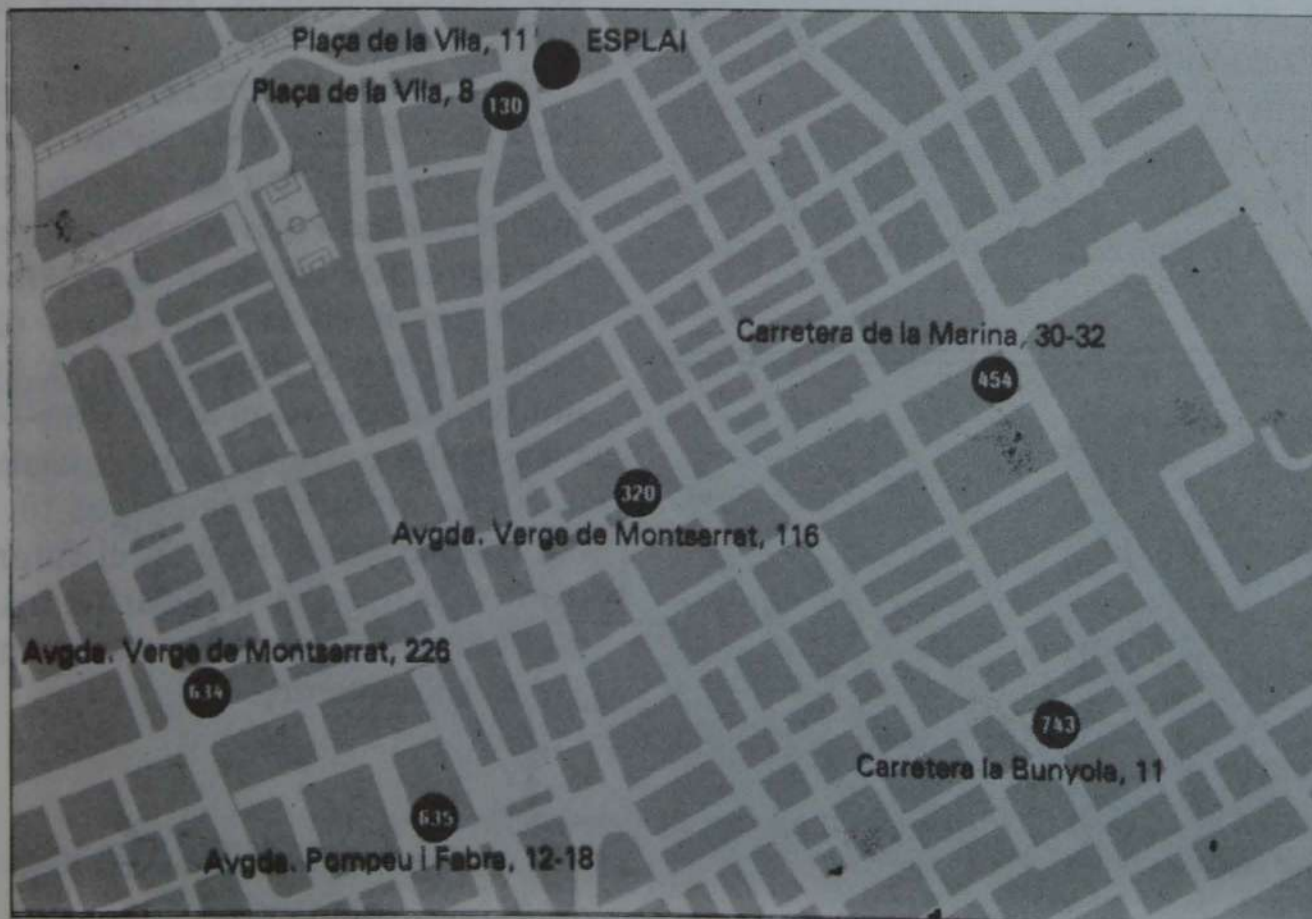 Plaça de la Vila, 11
ESPLAI
Plaça de la Vila, 8
130
Carretera de la Marina, 30-32
454
320
Avgda. Verge de Montserrat, 116
Avgda. Verge de Montserrat, 226
634
743
Carretera la Bunyola, 11
635
Avgda. Pompeu i Fabra, 12-18